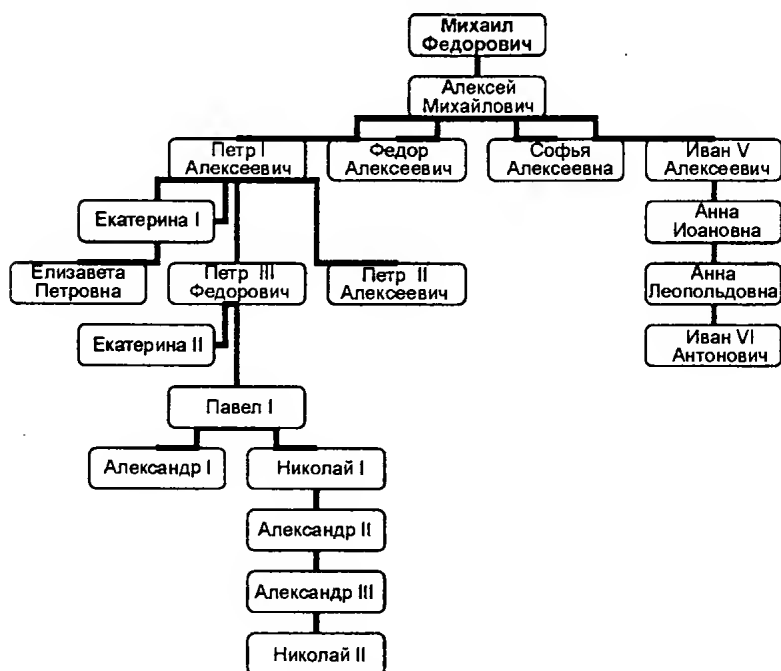 Михаил
Федорович
Алексей
Михайлович
Петр I
Алексеевич
Федор
Алексеевич
Софья
Алексеевна
Иван V
Алексеевич
Екатерина I
Анна
Иоановна
Елизавета
Петровна
Петр III
Федорович
Петр II
Алексеевич
Анна
Леопольдовна
Екатерина II
Иван VI
Антонович
Павел I
Александр I
Николай I
Александр II
Александр III
Николай II